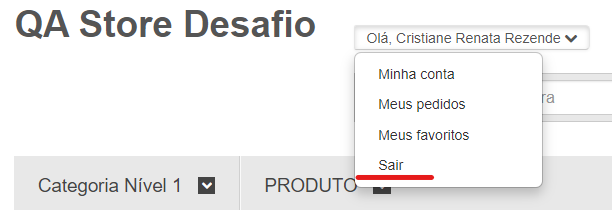 QA Store Desafio
Olá, Cristiane Renata Rezende
Minha conta
Meus pedidos
Meus favoritos
Sair
Categoria Nível 1
PRODUTO